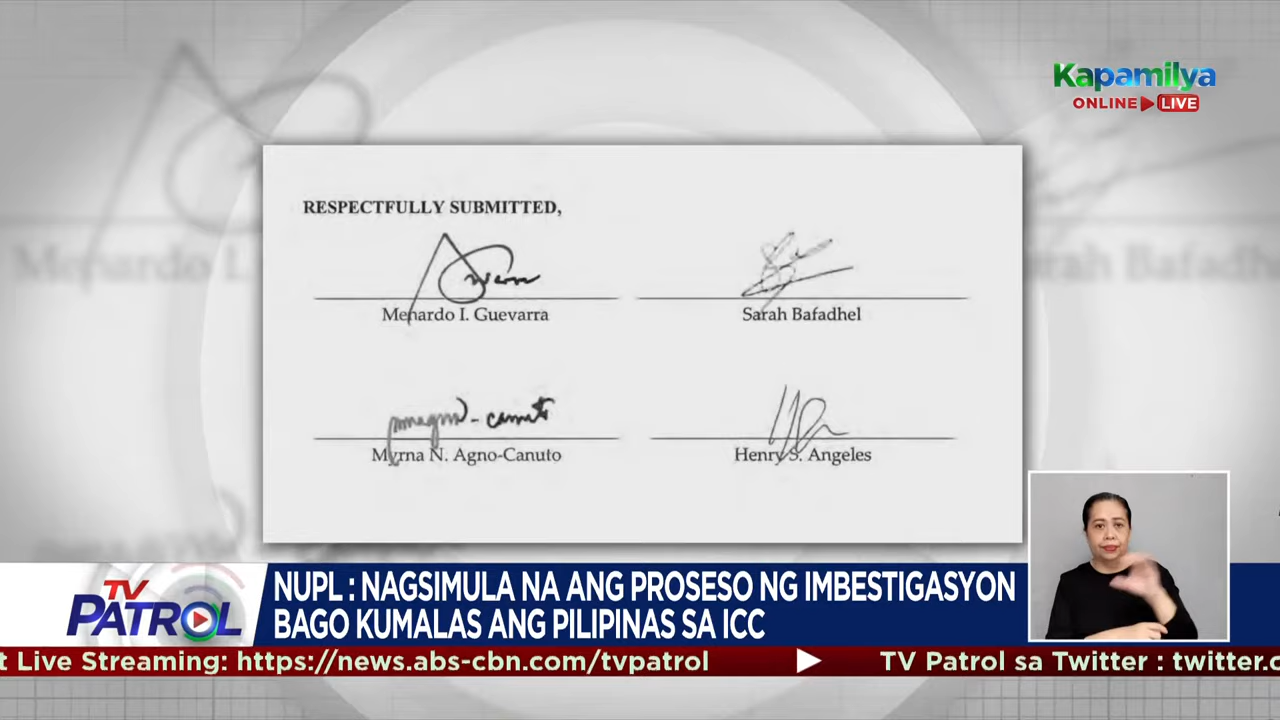 Kapamilya
ONLINE LIVE
RESPECTFULLY SUBMITTED,
Menardo I. Guevarra
Sarah Bafadhel
Myrna N. Agno-Canuto
Henry S. Angeles
TV PATROL
NUPL : NAGSIMULA NA ANG PROSESO NG IMBESTIGASYON
BAGO KUMALAS ANG PILIPINAS SA ICC
t Live Streaming: https://news.abs-cbn.com/tvpatrol
TV Patrol sa Twitter : twitter.c